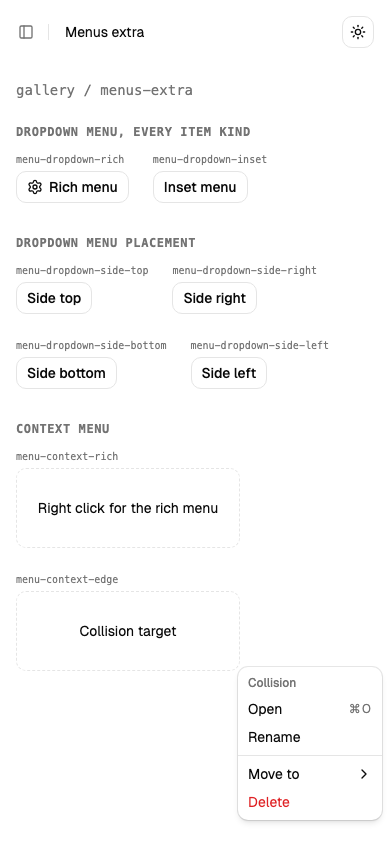 Menus extra
gallery / menus-extra
DROPDOWN MENU, EVERY ITEM KIND
menu-dropdown-rich menu-dropdown-inset
Rich menu Inset menu
DROPDOWN MENU PLACEMENT
menu-dropdown-side-top menu-dropdown-side-right
Side top Side right
menu-dropdown-side-bottom menu-dropdown-side-left
Side bottom Side left
CONTEXT MENU
menu-context-rich
Right click for the rich menu
menu-context-edge
Collision target
Collision
Open ⌘O
Rename
Move to
Delete